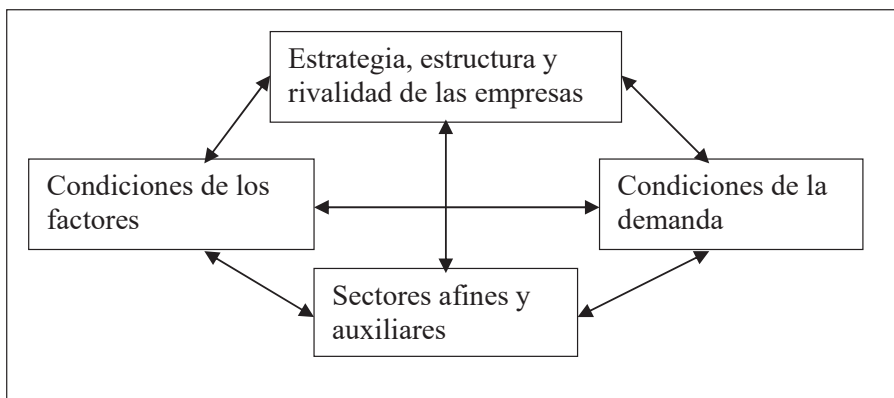 Estrategia, estructura y
rivalidad de las empresas
Condiciones de los
factores
Condiciones de la
demanda
Sectores afines y
auxiliares